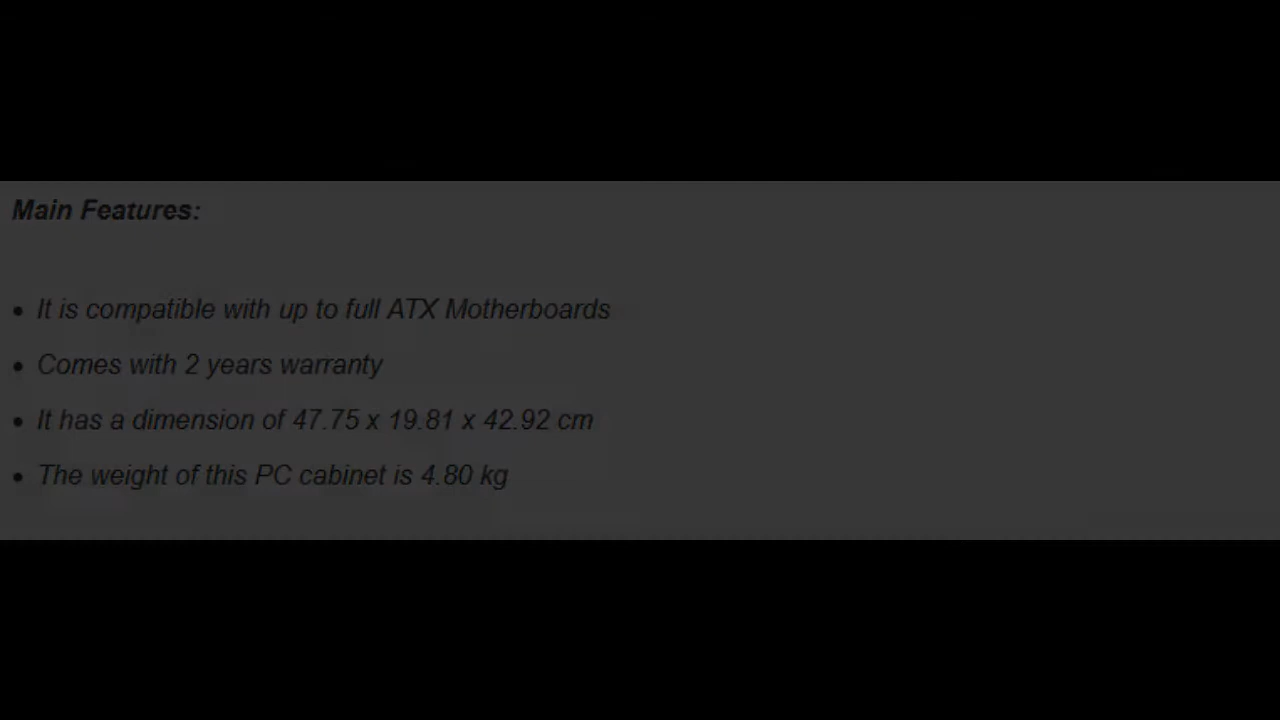 Main Features:
• It is compatible with up to full ATX Motherboards
• Comes with 2 years warranty
• It has a dimension of 47.75 x 19.81 x 42.92 cm
• The weight of this PC cabinet is 4.80 kg